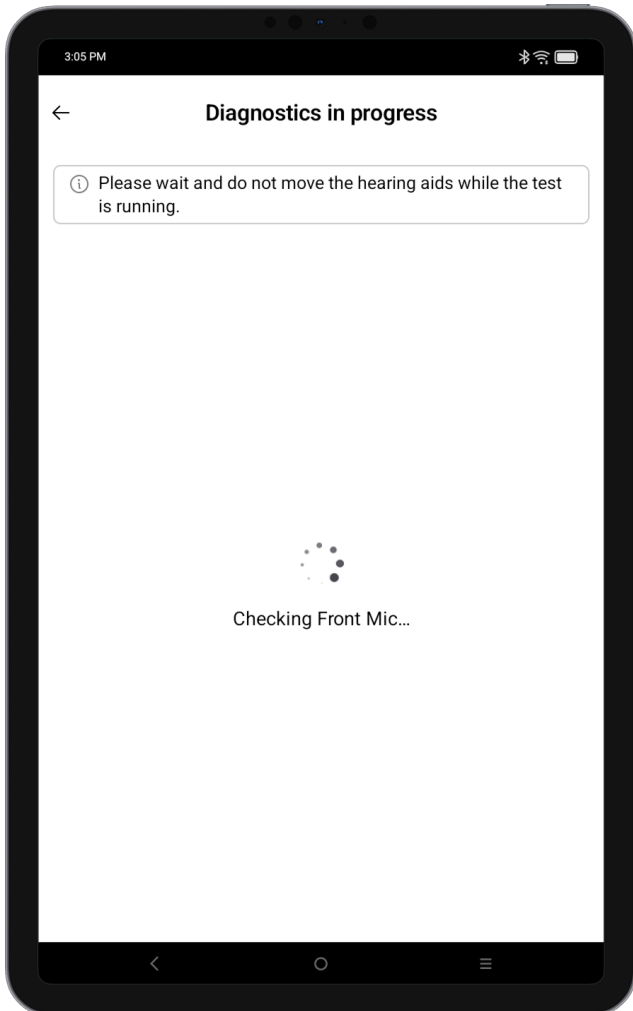 3:05 PM
Diagnostics in progress
Please wait and do not move the hearing aids while the test
is running.
Checking Front Mic...